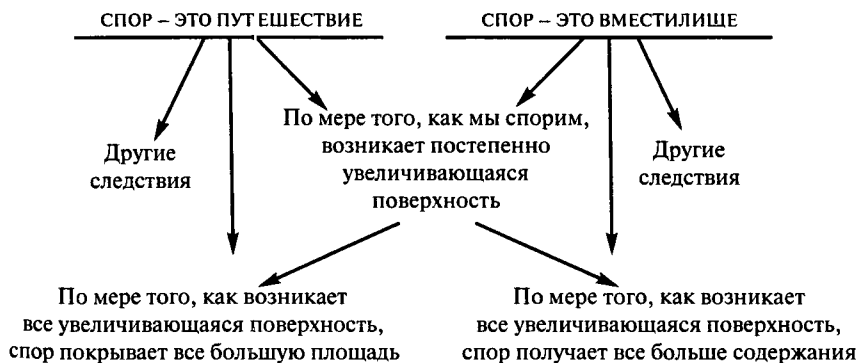 СПОР – ЭТО ПУТЕШЕСТВИЕ
СПОР – ЭТО ВМЕСТИЛИЩЕ
По мере того, как мы спорим,
возникает постепенно
увеличивающаяся
поверхность
Другие
следствия
Другие
следствия
По мере того, как возникает
все увеличивающаяся поверхность,
спор покрывает все большую площадь
По мере того, как возникает
все увеличивающаяся поверхность,
спор получает все больше содержания